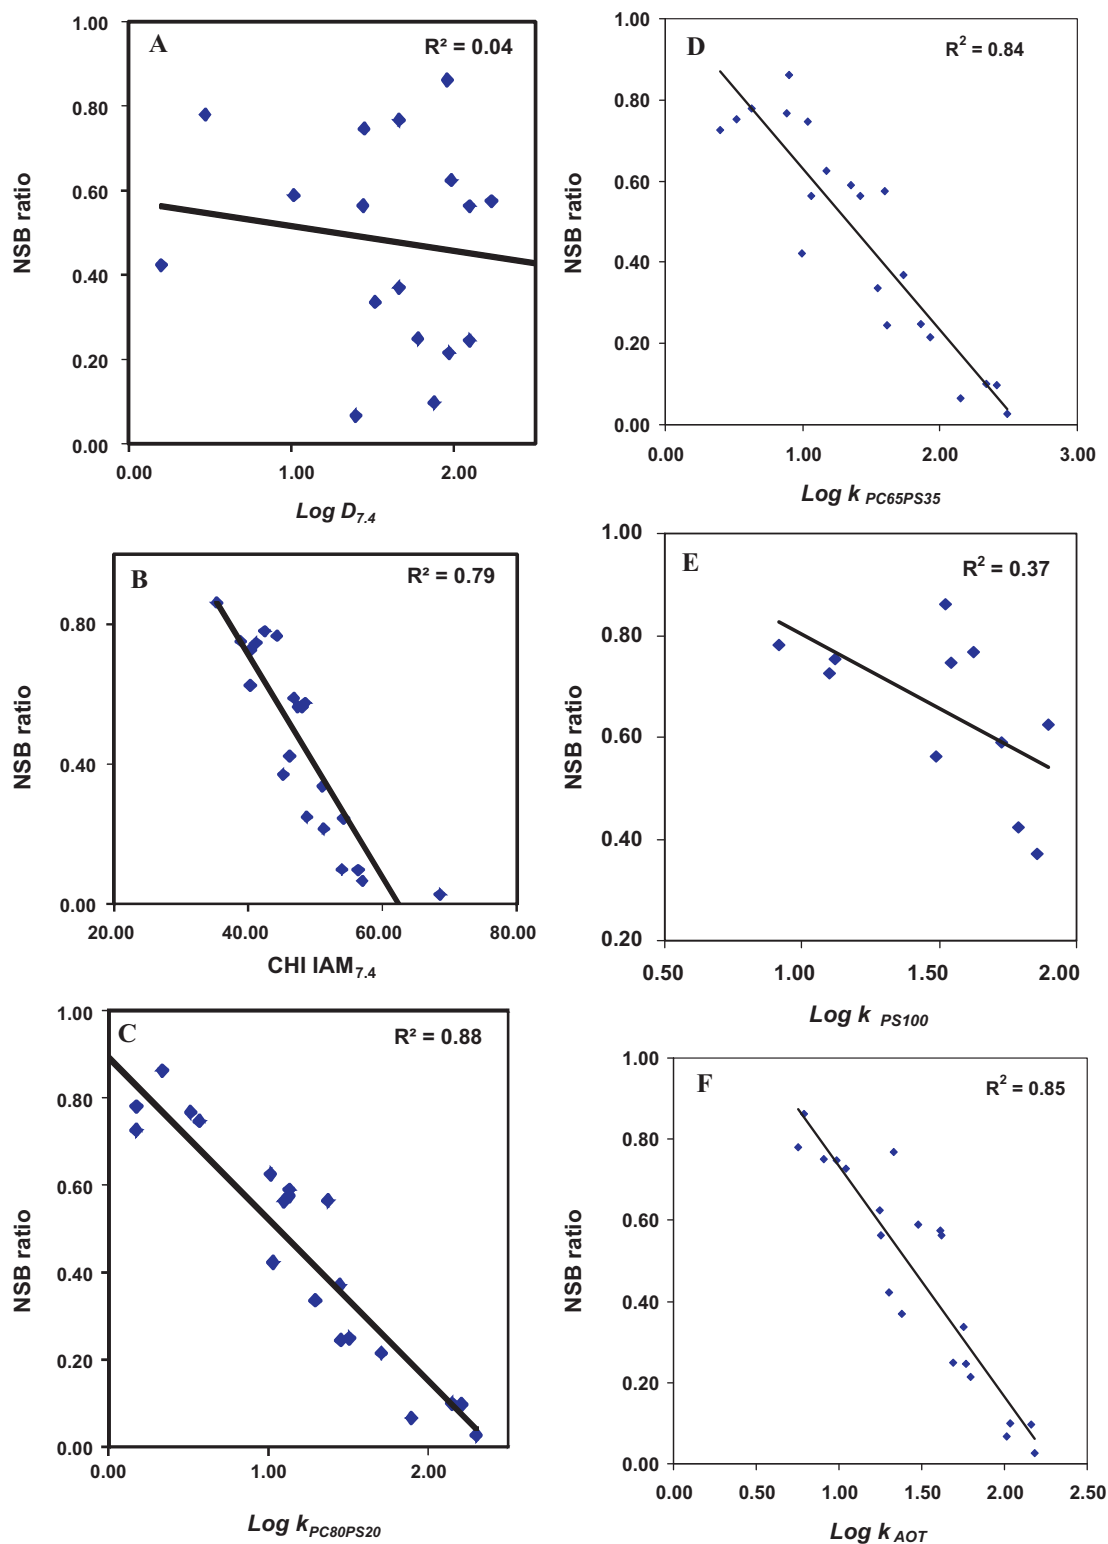 A
R² = 0.04
NSB ratio
1.00
0.80
0.60
0.40
0.20
0.00
0.00 1.00 2.00
Log D7.4
B
R² = 0.79
NSB ratio
0.80
0.40
0.00
20.00 40.00 60.00 80.00
CHI IAM7.4
C
R² = 0.88
NSB ratio
1.00
0.80
0.60
0.40
0.20
0.00
0.00 1.00 2.00
Log kPC80PS20
D
R² = 0.84
NSB ratio
1.00
0.80
0.60
0.40
0.20
0.00
0.00 1.00 2.00 3.00
Log k PC65PS35
E
R² = 0.37
NSB ratio
1.00
0.80
0.60
0.40
0.20
0.50 1.00 1.50 2.00
Log k PS100
F
R² = 0.85
NSB ratio
1.00
0.80
0.60
0.40
0.20
0.00
0.00 0.50 1.00 1.50 2.00 2.50
Log k AOT